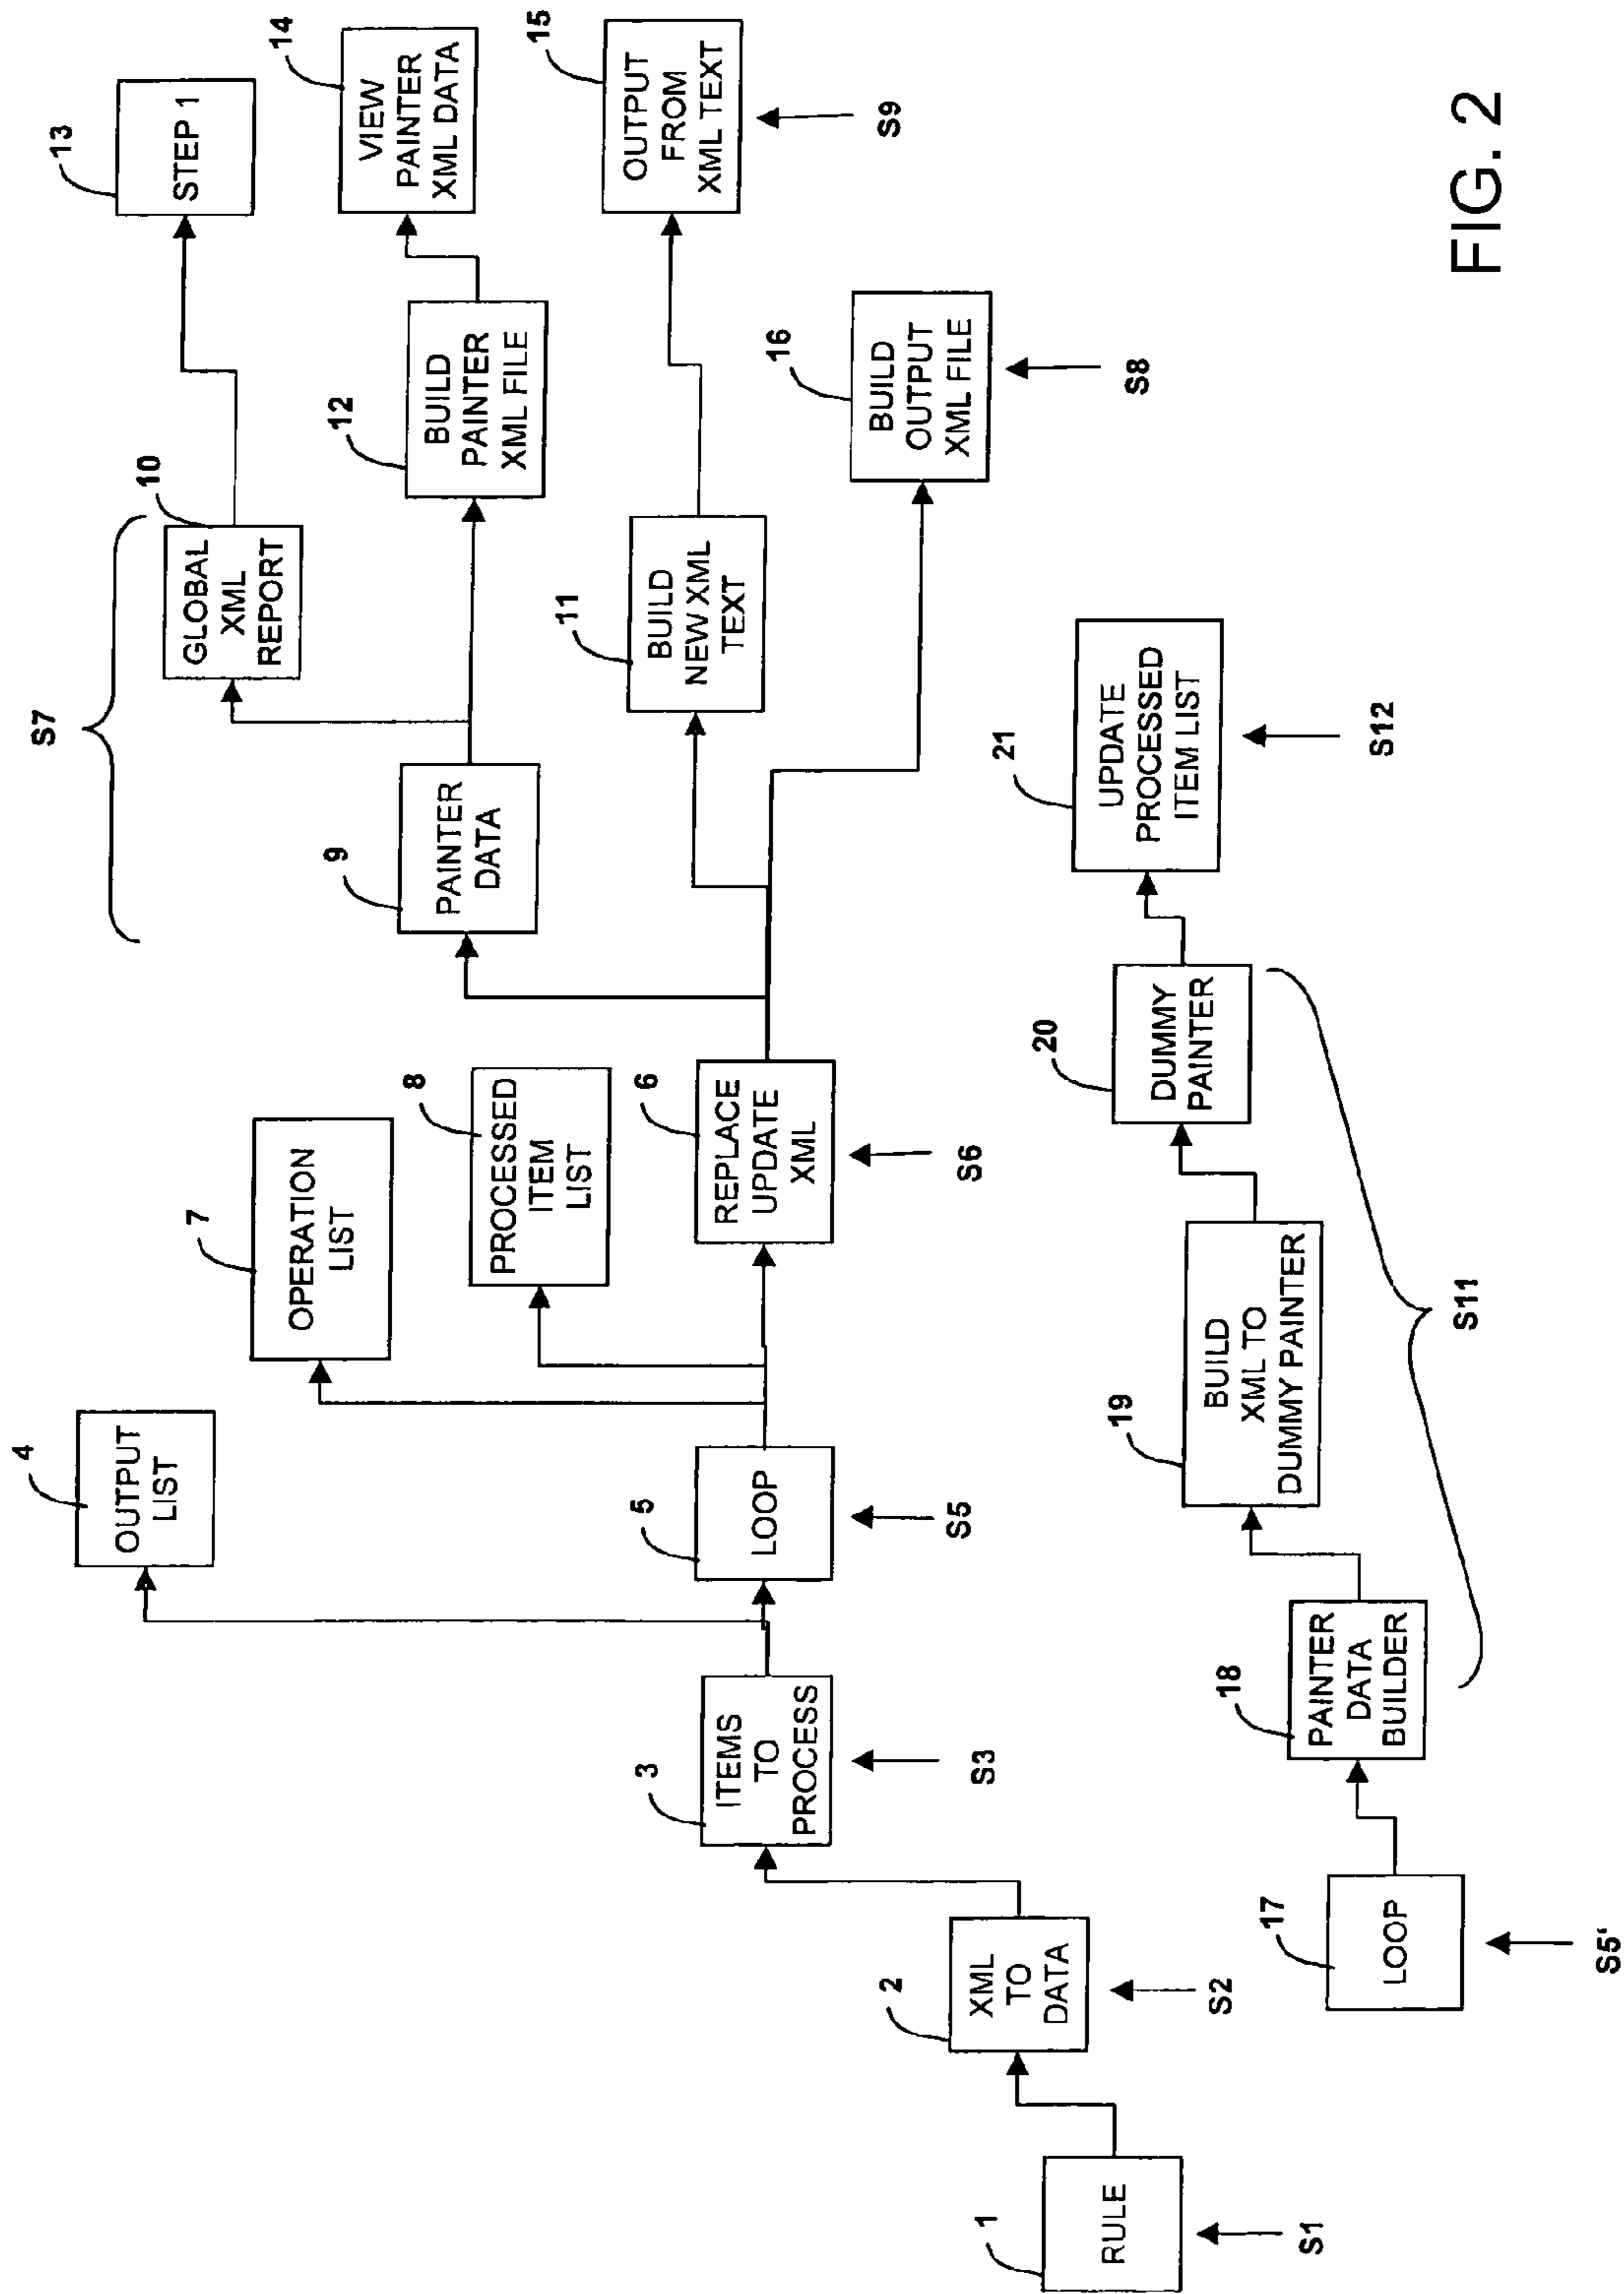 1
RULE
S1
2
XML
TO
DATA
S2
3
ITEMS
TO
PROCESS
S3
4
OUTPUT
LIST
5
LOOP
S5
7
OPERATION
LIST
8
PROCESSED
ITEM
LIST
6
REPLACE
UPDATE
XML
S6
S7
9
PAINTER
DATA
10
GLOBAL
XML
REPORT
11
BUILD
NEW XML
TEXT
12
BUILD
PAINTER
XML FILE
13
STEP 1
14
VIEW
PAINTER
XML DATA
15
OUTPUT
FROM
XML TEXT
S9
16
BUILD
OUTPUT
XML FILE
S8
17
LOOP
S5'
18
PAINTER
DATA
BUILDER
19
BUILD
XML TO
DUMMY PAINTER
20
DUMMY
PAINTER
S11
21
UPDATE
PROCESSED
ITEM LIST
S12
FIG. 2